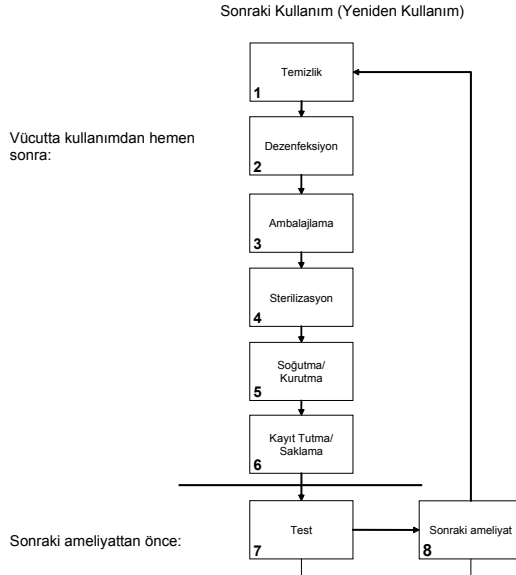 Sonraki Kullanım (Yeniden Kullanım)
Temizlik
1
Vücutta kullanımdan hemen
sonra:
Dezenfeksiyon
2
Ambalajlama
3
Sterilizasyon
4
Soğutma/
Kurutma
5
Kayıt Tutma/
Saklama
6
Sonraki ameliyattan önce:
Test
7
Sonraki ameliyat
8